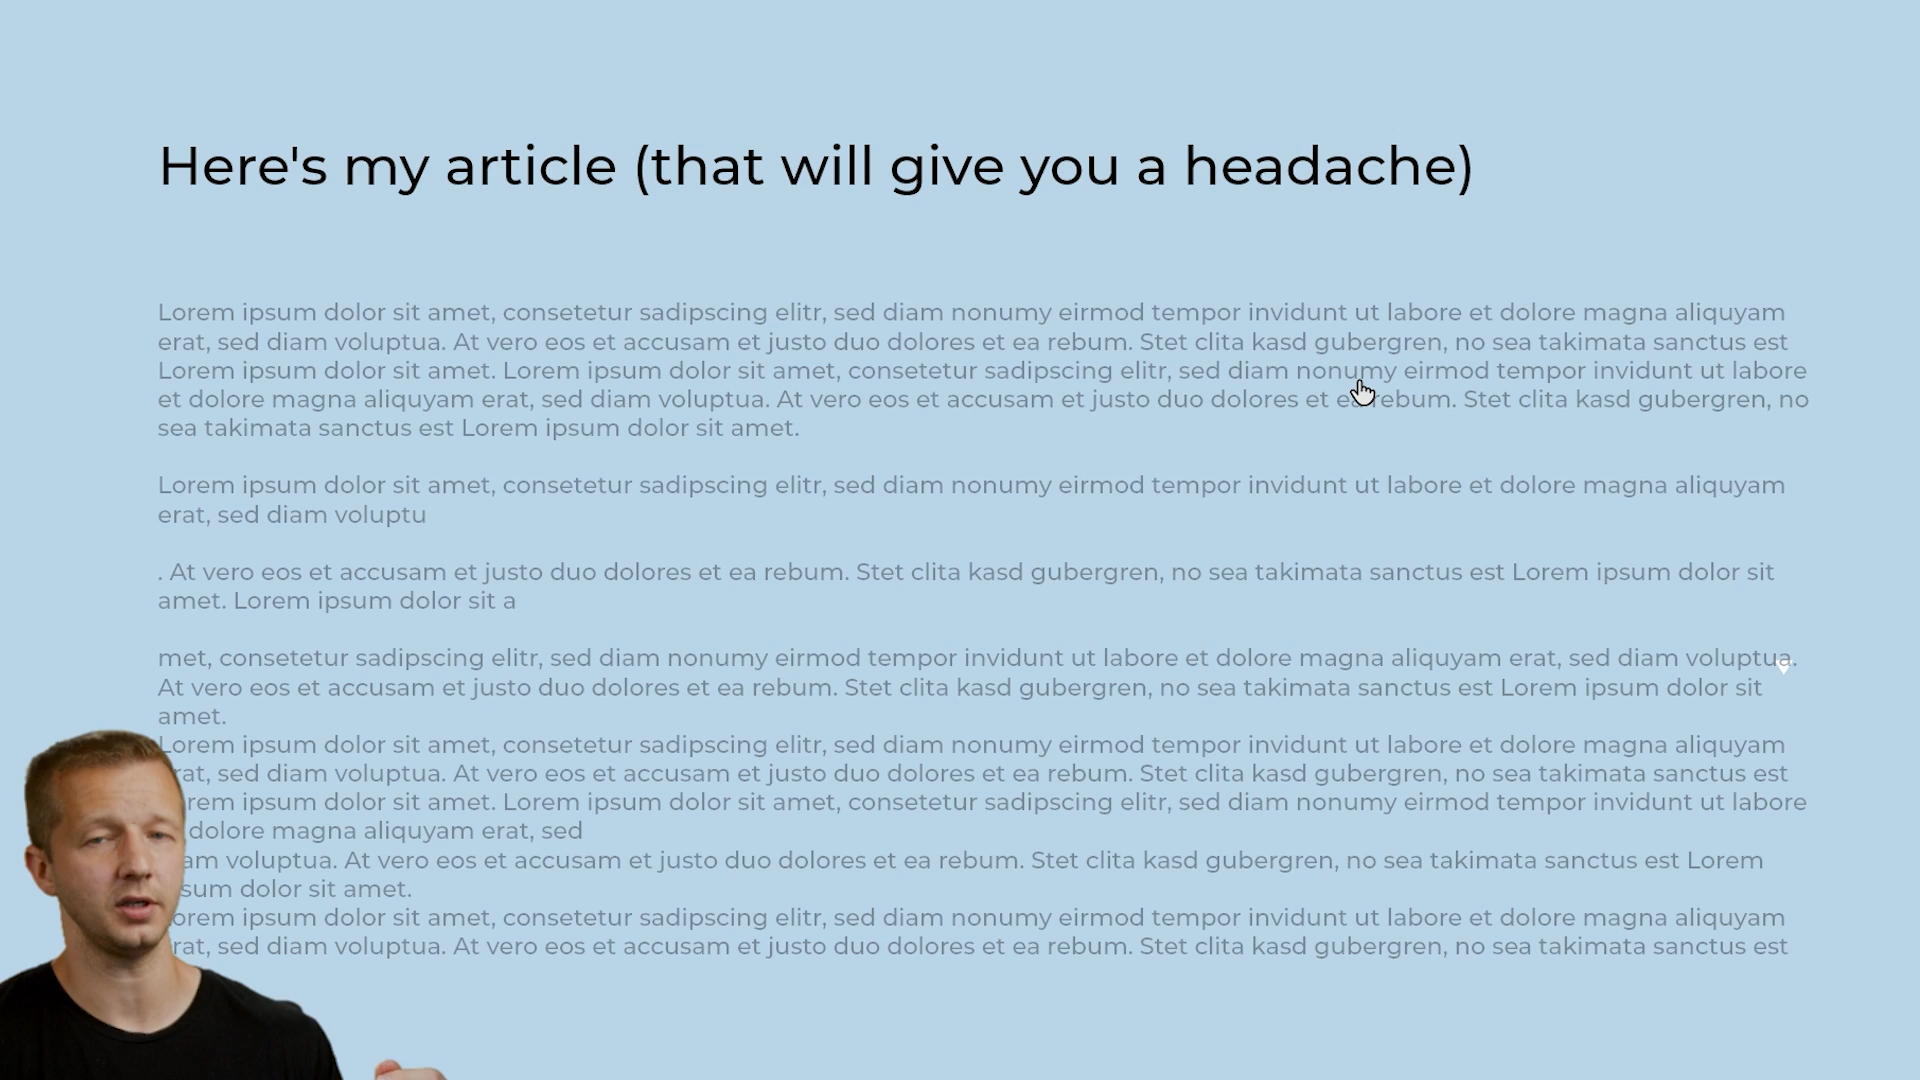 Here's my article (that will give you a headache)
Lorem ipsum dolor sit amet, consetetur sadipscing elitr, sed diam nonumy eirmod tempor invidunt ut labore et dolore magna aliquyam
erat, sed diam voluptua. At vero eos et accusam et justo duo dolores et ea rebum. Stet clita kasd gubergren, no sea takimata sanctus est
Lorem ipsum dolor sit amet. Lorem ipsum dolor sit amet, consetetur sadipscing elitr, sed diam nonumy eirmod tempor invidunt ut labore
et dolore magna aliquyam erat, sed diam voluptua. At vero eos et accusam et justo duo dolores et ea rebum. Stet clita kasd gubergren, no
sea takimata sanctus est Lorem ipsum dolor sit amet.
Lorem ipsum dolor sit amet, consetetur sadipscing elitr, sed diam nonumy eirmod tempor invidunt ut labore et dolore magna aliquyam
erat, sed diam voluptu
. At vero eos et accusam et justo duo dolores et ea rebum. Stet clita kasd gubergren, no sea takimata sanctus est Lorem ipsum dolor sit
amet. Lorem ipsum dolor sit a
met, consetetur sadipscing elitr, sed diam nonumy eirmod tempor invidunt ut labore et dolore magna aliquyam erat, sed diam voluptua.
At vero eos et accusam et justo duo dolores et ea rebum. Stet clita kasd gubergren, no sea takimata sanctus est Lorem ipsum dolor sit
amet.
Lorem ipsum dolor sit amet, consetetur sadipscing elitr, sed diam nonumy eirmod tempor invidunt ut labore et dolore magna aliquyam
rat, sed diam voluptua. At vero eos et accusam et justo duo dolores et ea rebum. Stet clita kasd gubergren, no sea takimata sanctus est
rem ipsum dolor sit amet. Lorem ipsum dolor sit amet, consetetur sadipscing elitr, sed diam nonumy eirmod tempor invidunt ut labore
dolore magna aliquyam erat, sed
am voluptua. At vero eos et accusam et justo duo dolores et ea rebum. Stet clita kasd gubergren, no sea takimata sanctus est Lorem
sum dolor sit amet.
orem ipsum dolor sit amet, consetetur sadipscing elitr, sed diam nonumy eirmod tempor invidunt ut labore et dolore magna aliquyam
rat, sed diam voluptua. At vero eos et accusam et justo duo dolores et ea rebum. Stet clita kasd gubergren, no sea takimata sanctus est